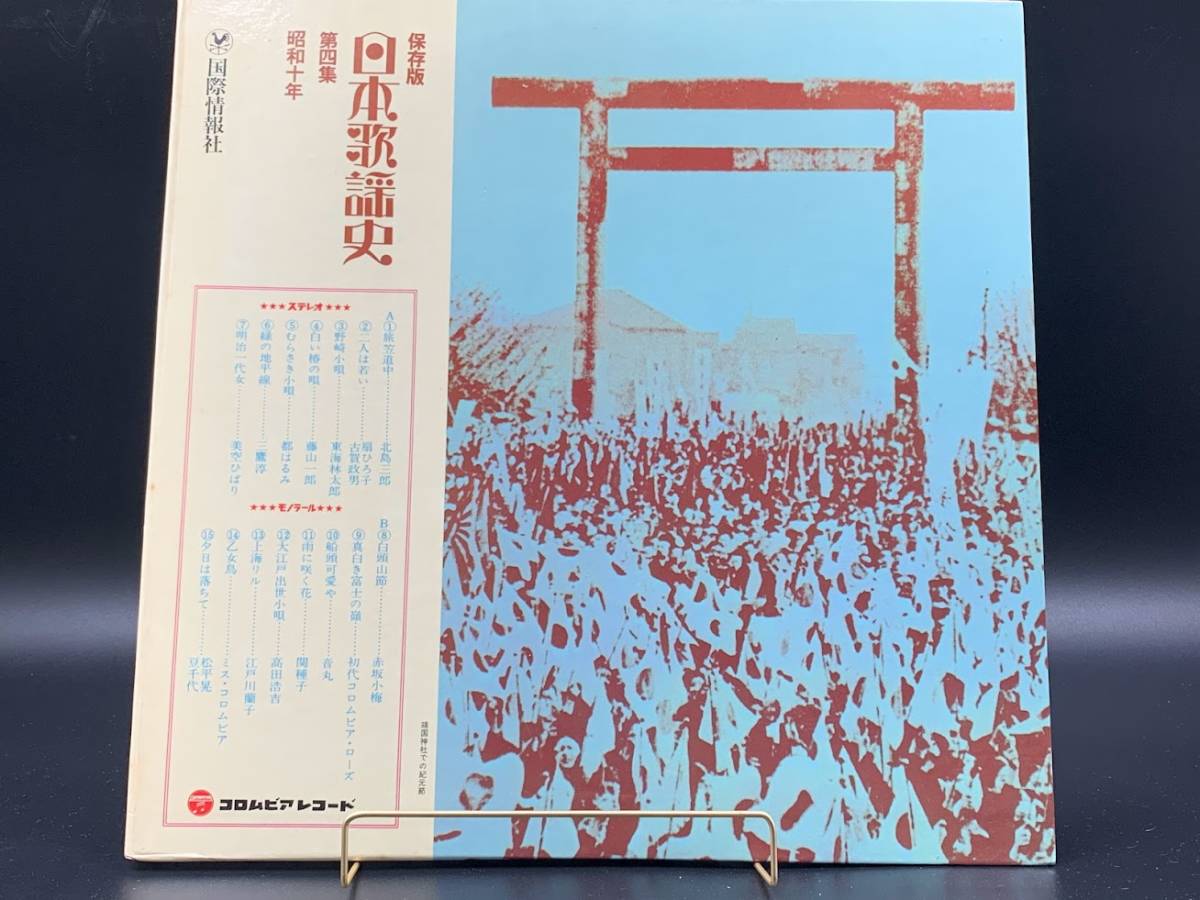 保存版
日本歌謡史
第四集
昭和十年
国際情報社
★★★ステレオ★★★
A①旅笠道中…………北島三郎
②二人は若い…………扇ひろ子
古賀政男
③野崎小唄…………東海林太郎
④白い椿の唄…………藤山一郎
⑤むらさき小唄…………都はるみ
⑥緑の地平線…………三鷹淳
⑦明治一代女…………美空ひばり
★★★モノラール★★★
B⑧白頭山節…………赤坂小梅
⑨真白き富士の嶺…………初代コロムビア・ローズ
⑩船頭可愛や…………音丸
⑪雨に咲く花…………関種子
⑫大江戸出世小唄…………高田浩吉
⑬上海リル…………江戸川蘭子
⑭乙女鳥…………ミス・コロムビア
⑮夕日は落ちて…………松平晃
豆千代
コロムビアレコード
靖国神社での紀元節